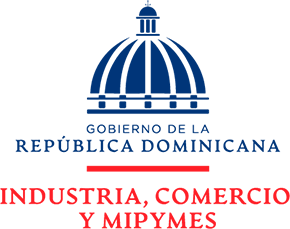 GOBIERNO DE LA
REPÚBLICA DOMINICANA
INDUSTRIA, COMERCIO
Y MIPYMES